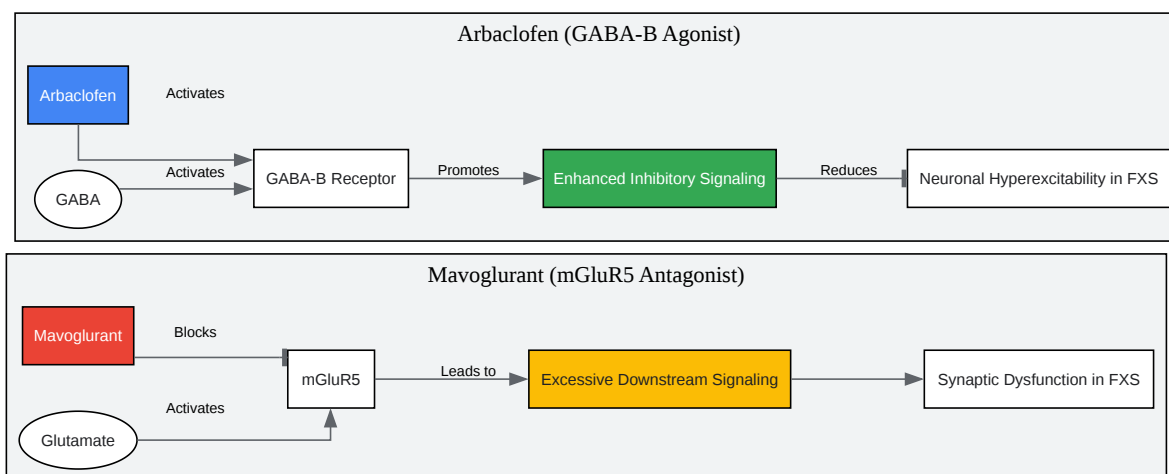 Arbaclofen (GABA-B Agonist)
Arbaclofen
Activates
Activates
GABA
GABA-B Receptor
Promotes
Enhanced Inhibitory Signaling
Reduces
Neuronal Hyperexcitability in FXS
Mavoglurant (mGluR5 Antagonist)
Mavoglurant
Blocks
mGluR5
Leads to
Excessive Downstream Signaling
Synaptic Dysfunction in FXS
Activates
Glutamate